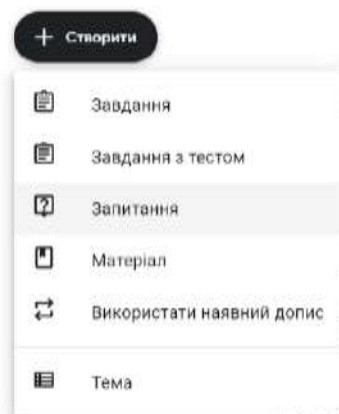 Створити
Завдання
Завдання з тестом
Запитання
Матеріал
Використати наявний допис
Тема